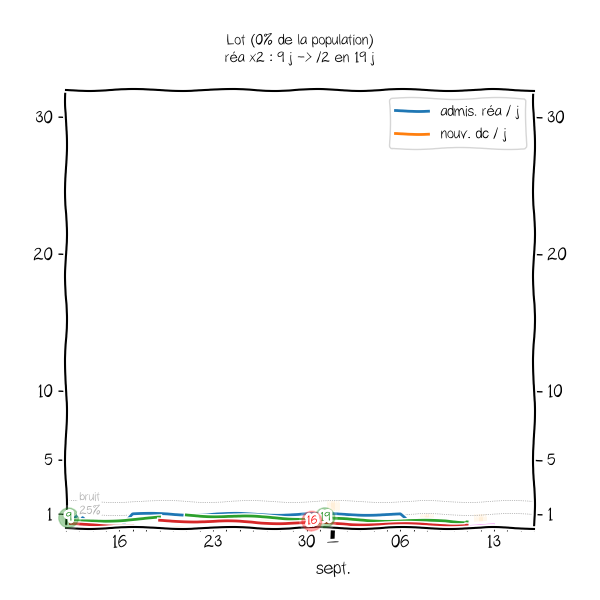 Lot (0% de la population)
réa x2 : 9 j -> /2 en 19 j
admis. réa / j
nouv. dc / j
30 30
20 20
10 10
5 5
... bruit
25%
1 1
9 16 19
16 23 30 06 13
sept.